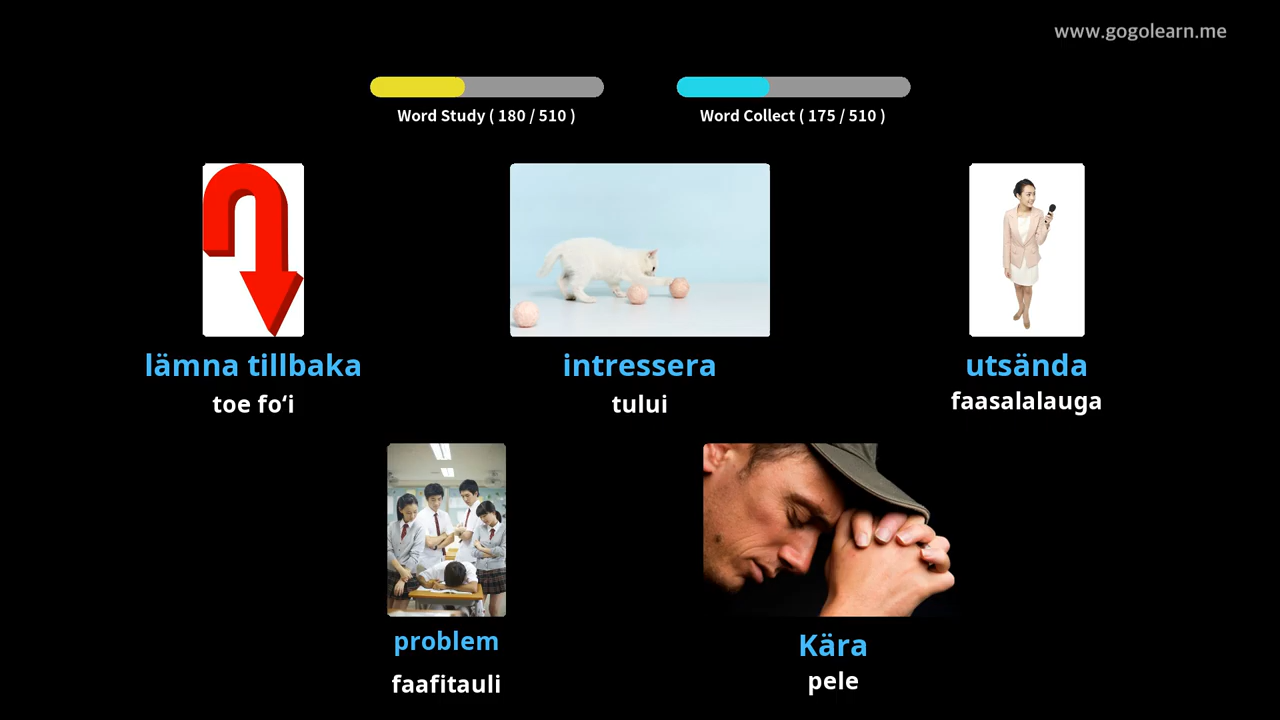 www.gogolearn.me
Word Study ( 180 / 510 )
Word Collect ( 175 / 510 )
lämna tillbaka
intressera
utsända
toe foʻi
tului
faasalalauga
problem
Kära
faafitauli
pele